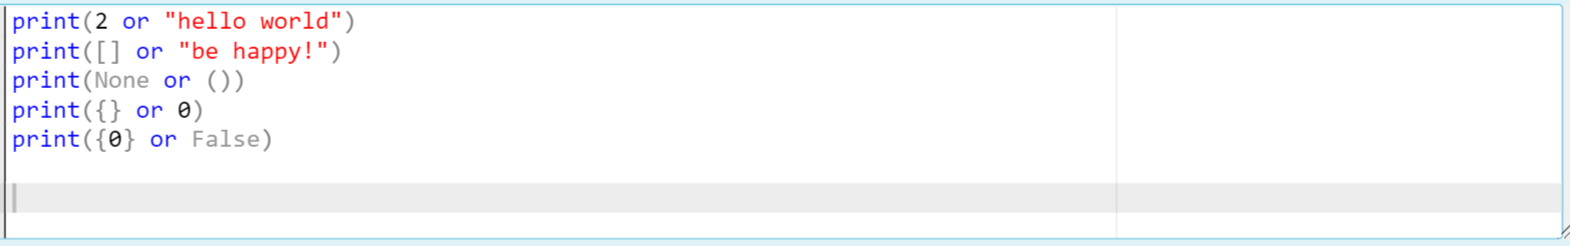 print(2 or "hello world")
print([] or "be happy!")
print(None or ())
print({} or 0)
print({0} or False)